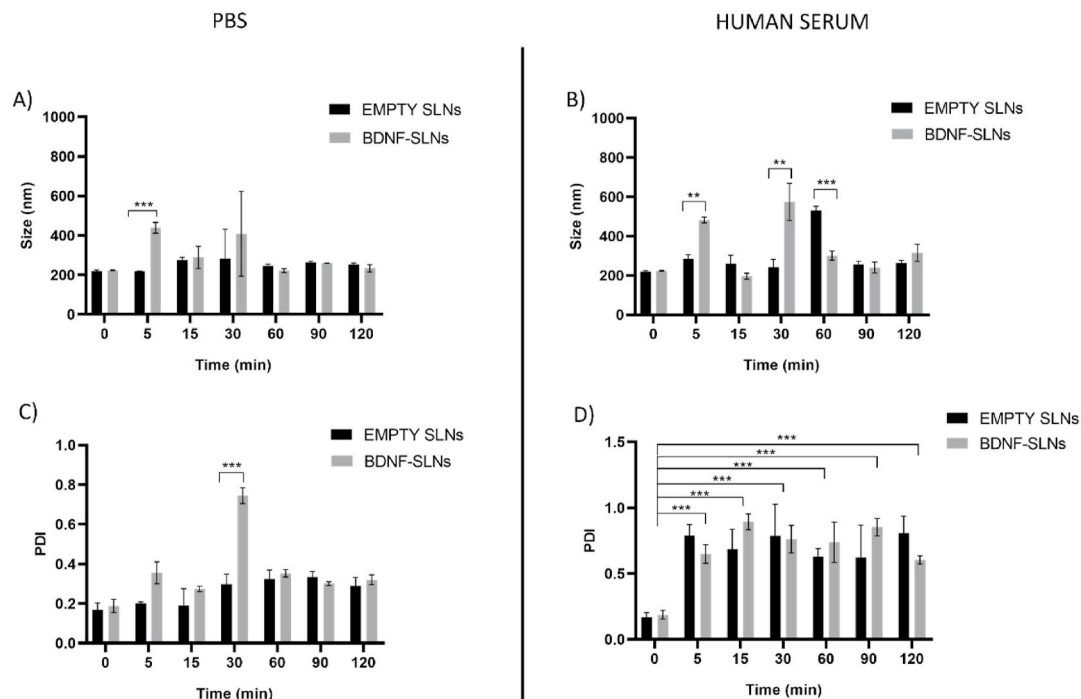 PBS
HUMAN SERUM
A)
EMPTY SLNs
BDNF-SLNs
1000
800
600
400
200
0
Size (nm)
***
0 5 15 30 60 90 120
Time (min)
B)
EMPTY SLNs
BDNF-SLNs
1000
800
600
400
200
0
Size (nm)
**
**
***
0 5 15 30 60 90 120
Time (min)
C)
EMPTY SLNs
BDNF-SLNs
1.0
0.8
0.6
0.4
0.2
0.0
PDI
***
0 5 15 30 60 90 120
Time (min)
D)
EMPTY SLNs
BDNF-SLNs
1.5
1.0
0.5
0.0
PDI
***
***
***
***
***
***
0 5 15 30 60 90 120
Time (min)